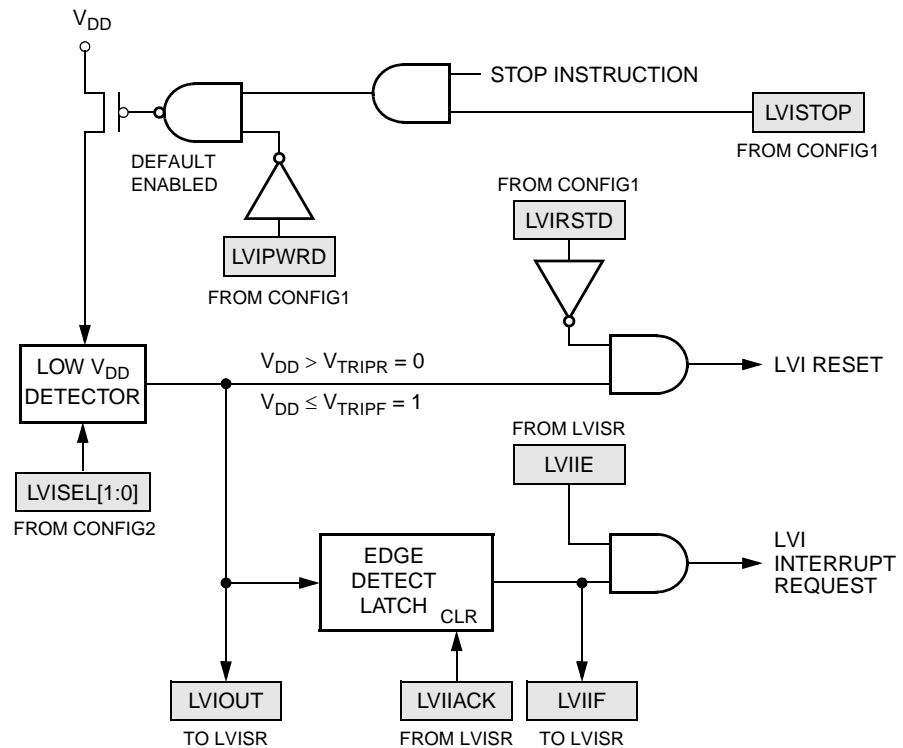 VDD
STOP INSTRUCTION
LVISTOP
FROM CONFIG1
DEFAULT
ENABLED
LVIPWRD
FROM CONFIG1
FROM CONFIG1
LVIRSTD
LOW VDD
DETECTOR
VDD > VTRIPR = 0
VDD ≤ VTRIPF = 1
LVI RESET
LVISEL[1:0]
FROM CONFIG2
FROM LVISR
LVIIE
EDGE
DETECT
LATCH
CLR
LVI
INTERRUPT
REQUEST
LVIOUT
TO LVISR
LVIIACK
FROM LVISR
LVIIF
TO LVISR